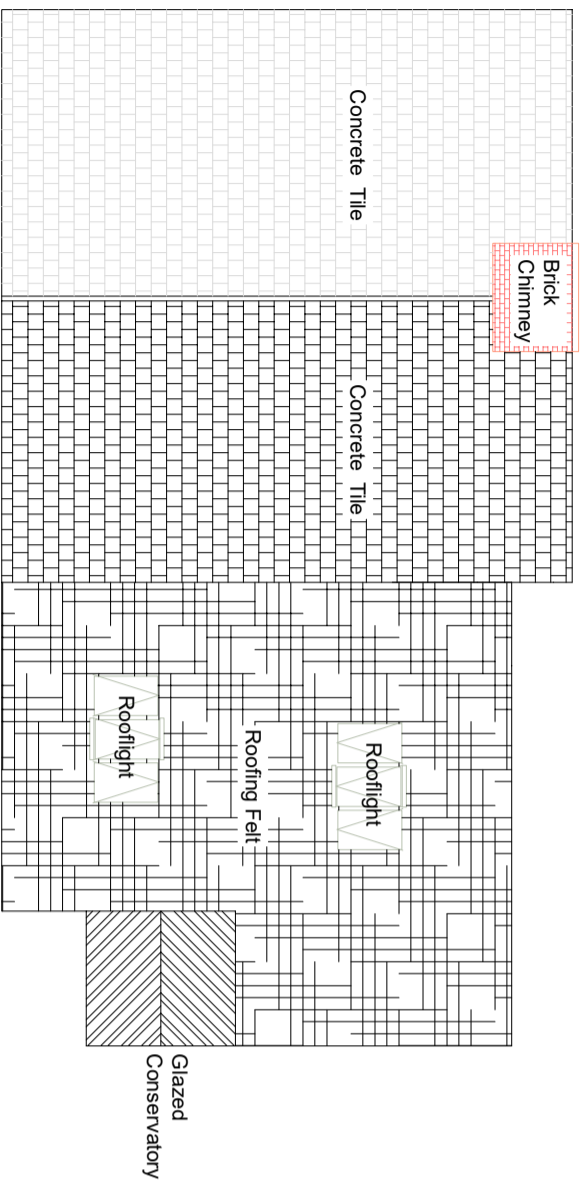 Brick
Chimney
Concrete Tile
Concrete Tile
Rooflight
Roofing Felt
Rooflight
Glazed
Conservatory